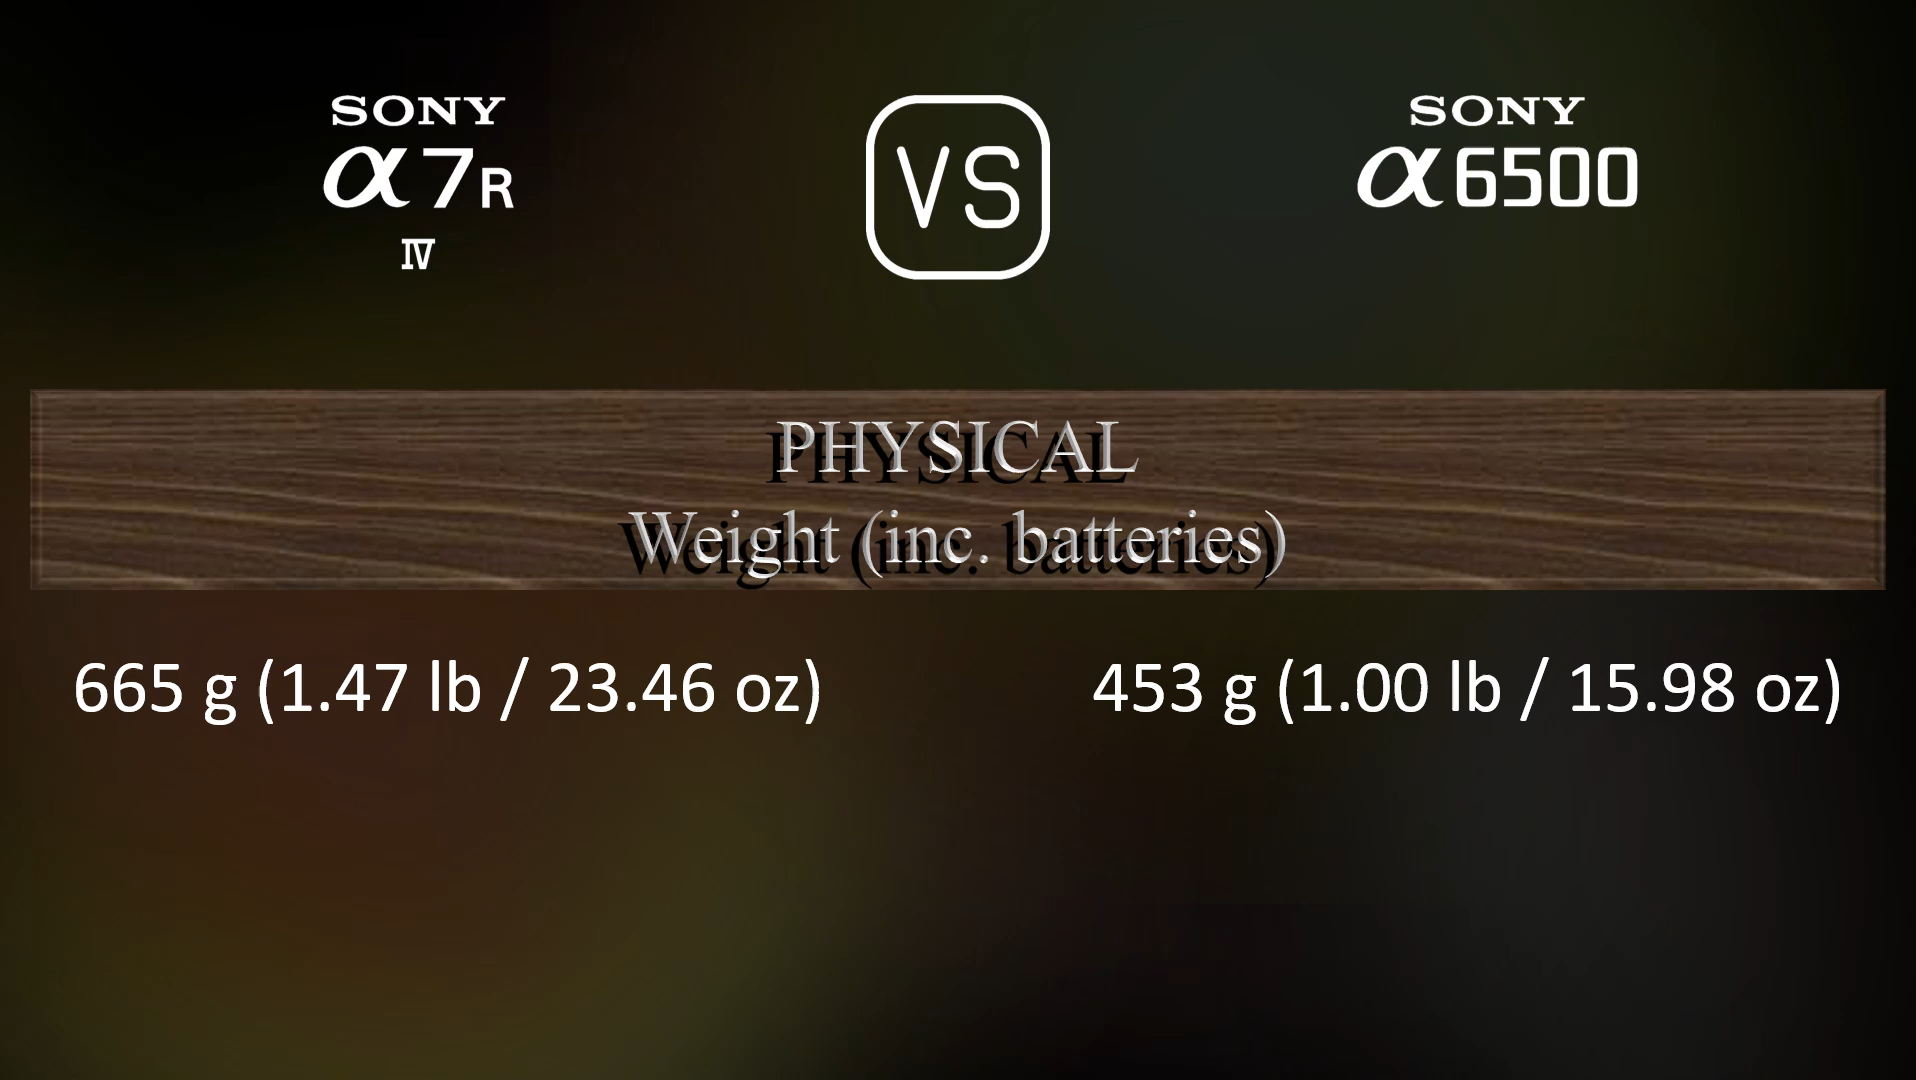 SONY
α7R
IV
VS
SONY
α6500
PHYSICAL
Weight (inc. batteries)
665 g (1.47 lb / 23.46 oz)
453 g (1.00 lb / 15.98 oz)